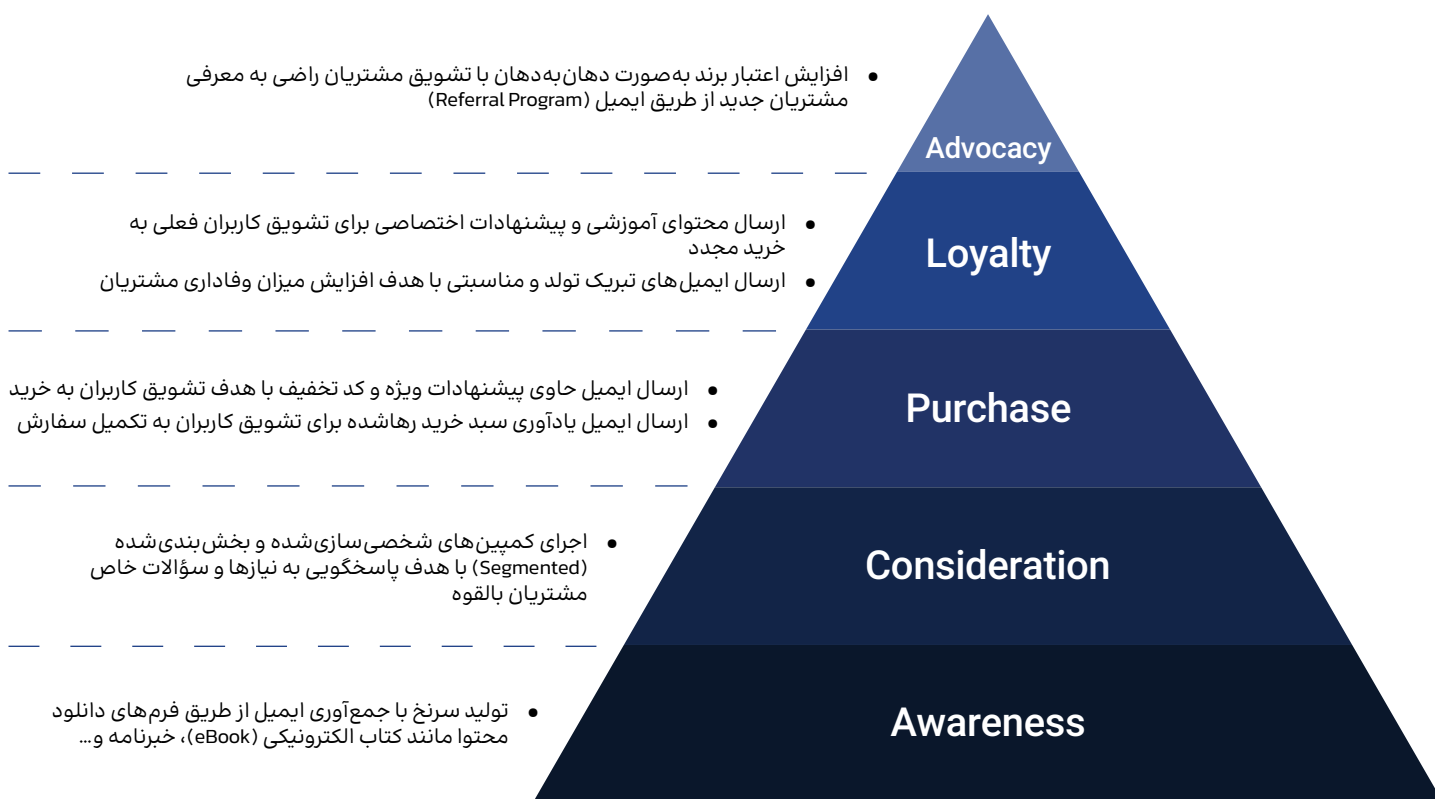 • افزایش اعتبار برند به‌صورت دهان‌به‌دهان با تشویق مشتریان راضی به معرفی
مشتریان جدید از طریق ایمیل (Referral Program)
Advocacy
• ارسال محتوای آموزشی و پیشنهادات اختصاصی برای تشویق کاربران فعلی به
خرید مجدد
• ارسال ایمیل‌های تبریک تولد و مناسبتی با هدف افزایش میزان وفاداری مشتریان
Loyalty
• ارسال ایمیل حاوی پیشنهادات ویژه و کد تخفیف با هدف تشویق کاربران به خرید
• ارسال ایمیل یادآوری سبد خرید رهاشده برای تشویق کاربران به تکمیل سفارش
Purchase
• اجرای کمپین‌های شخصی‌سازی‌شده و بخش‌بندی‌شده
(Segmented) با هدف پاسخگویی به نیازها و سؤالات خاص
مشتریان بالقوه
Consideration
• تولید سرنخ با جمع‌آوری ایمیل از طریق فرم‌های دانلود
محتوا مانند کتاب الکترونیکی (eBook)، خبرنامه و...
Awareness